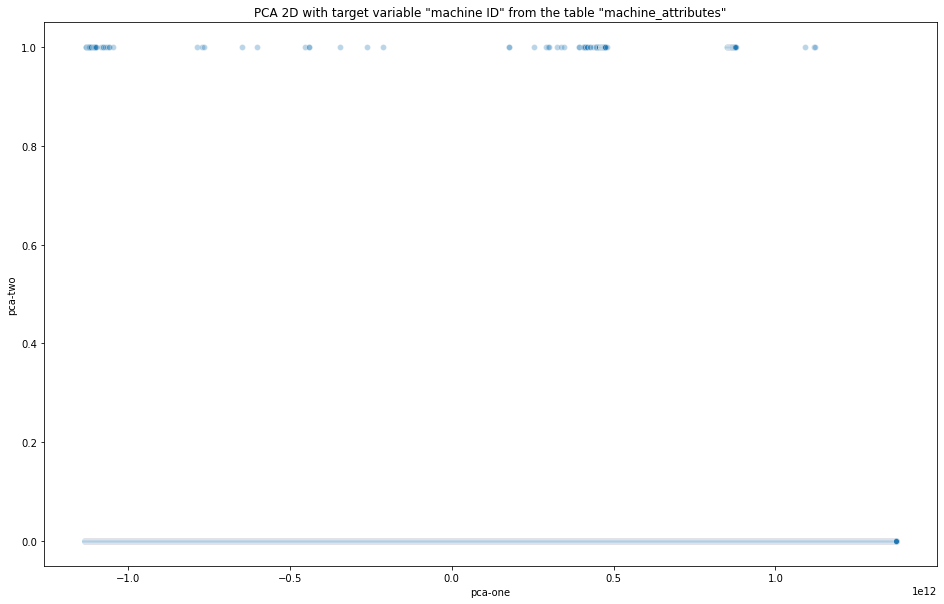 PCA 2D with target variable "machine ID" from the table "machine_attributes"
1.0
0.8
0.6
0.4
0.2
0.0
pca-two
−1.0 −0.5 0.0 0.5 1.0
1e12
pca-one